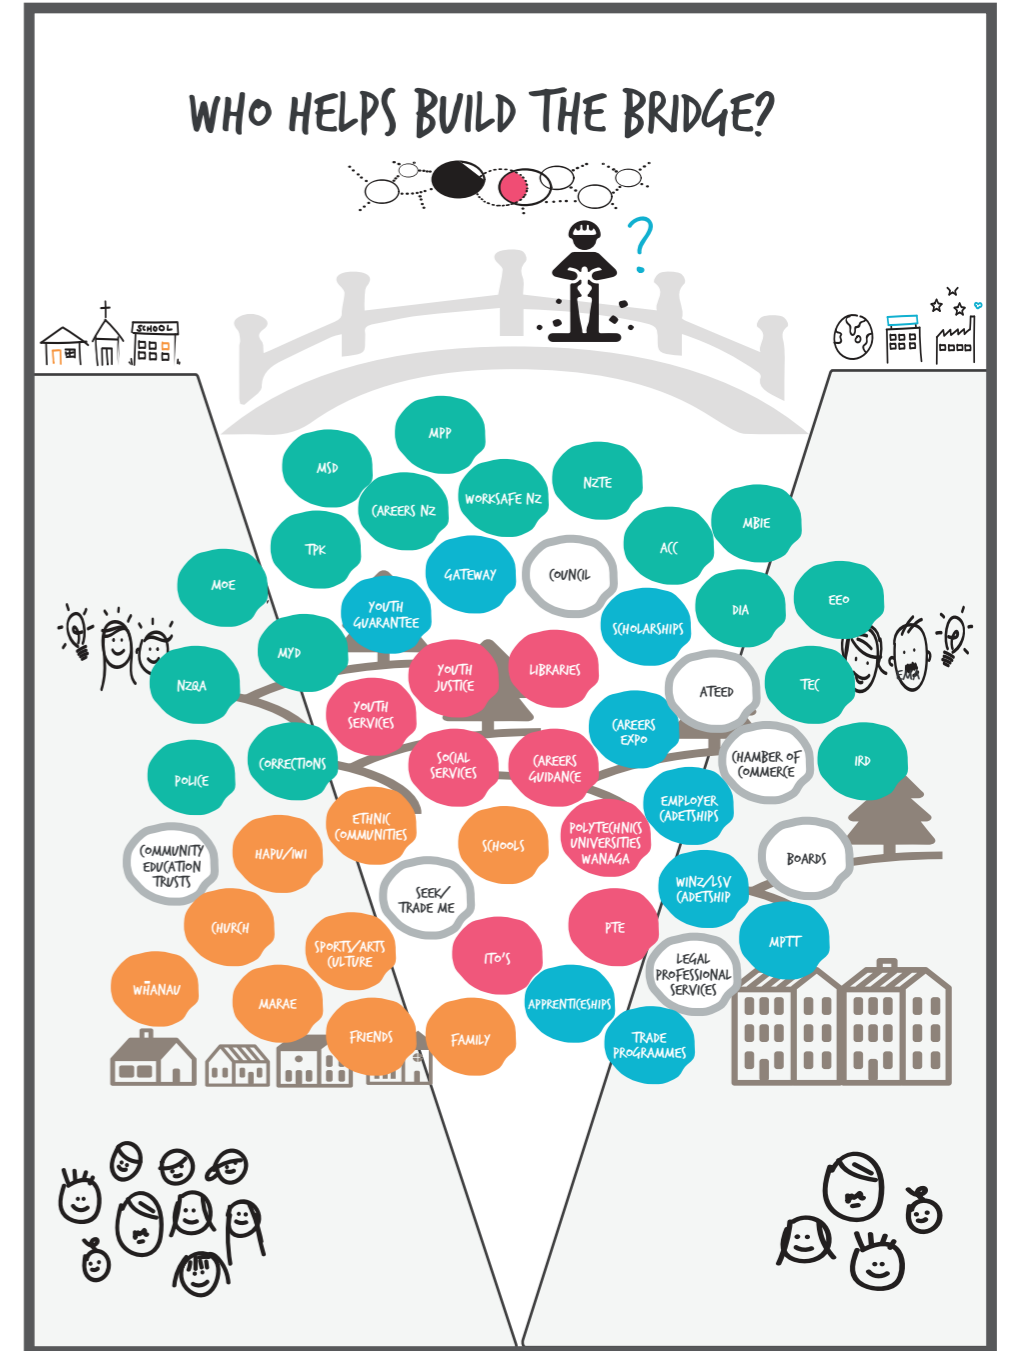 WHO HELPS BUILD THE BRIDGE?
?
SCHOOL
MPP
MSD
NZTE
CAREERS NZ
WORKSAFE NZ
MBIE
TPK
ACC
GATEWAY
COUNCIL
MOE
YOUTH
GUARANTEE
EEO
DIA
SCHOLARSHIPS
MYD
YOUTH
JUSTICE
LIBRARIES
NZQA
ATEED
TEC
EMA
YOUTH
SERVICES
CAREERS
EXPO
POLICE
CORRECTIONS
SOCIAL
SERVICES
CAREERS
GUIDANCE
CHAMBER OF
COMMERCE
IRD
ETHNIC
COMMUNITIES
EMPLOYER
CADETSHIPS
COMMUNITY
EDUCATION
TRUSTS
HAPU/IWI
SCHOOLS
POLYTECHNICS
UNIVERSITIES
WANAGA
BOARDS
SEEK/
TRADE ME
WINZ/LSV
CADETSHIP
CHURCH
PTE
MPTT
SPORTS/ARTS
CULTURE
ITO'S
LEGAL
PROFESSIONAL
SERVICES
WHĀNAU
MARAE
APPRENTICESHIPS
FRIENDS
FAMILY
TRADE
PROGRAMMES